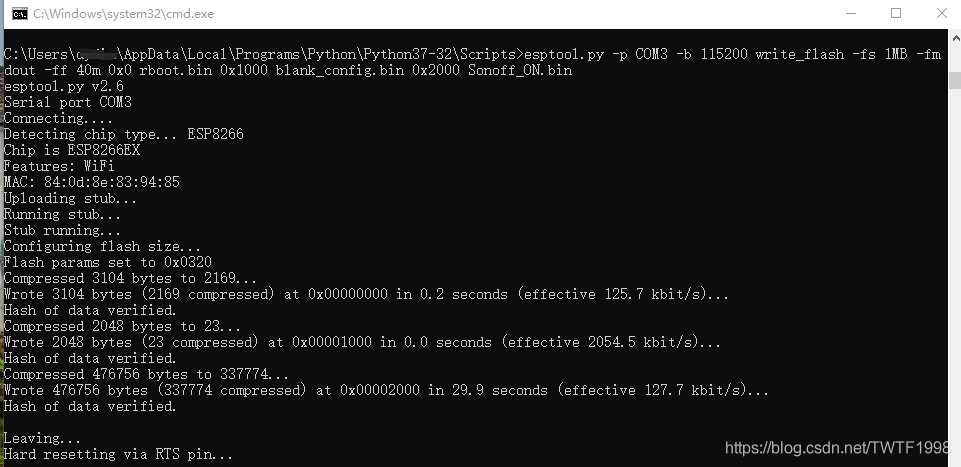 C:\Windows\system32\cmd.exe
C:\Users\ \AppData\Local\Programs\Python\Python37-32\Scripts>esptool.py -p COM3 -b 115200 write_flash -fs 1MB -fm
dout -ff 40m 0x0 rboot.bin 0x1000 blank_config.bin 0x2000 Sonoff_ON.bin
esptool.py v2.6
Serial port COM3
Connecting....
Detecting chip type... ESP8266
Chip is ESP8266EX
Features: WiFi
MAC: 84:0d:8e:83:94:85
Uploading stub...
Running stub...
Stub running...
Configuring flash size...
Flash params set to 0x0320
Compressed 3104 bytes to 2169...
Wrote 3104 bytes (2169 compressed) at 0x00000000 in 0.2 seconds (effective 125.7 kbit/s)...
Hash of data verified.
Compressed 2048 bytes to 23...
Wrote 2048 bytes (23 compressed) at 0x00001000 in 0.0 seconds (effective 2054.5 kbit/s)...
Hash of data verified.
Compressed 476756 bytes to 337774...
Wrote 476756 bytes (337774 compressed) at 0x00002000 in 29.9 seconds (effective 127.7 kbit/s)...
Hash of data verified.
Leaving...
Hard resetting via RTS pin...
https://blog.csdn.net/TWTF1998